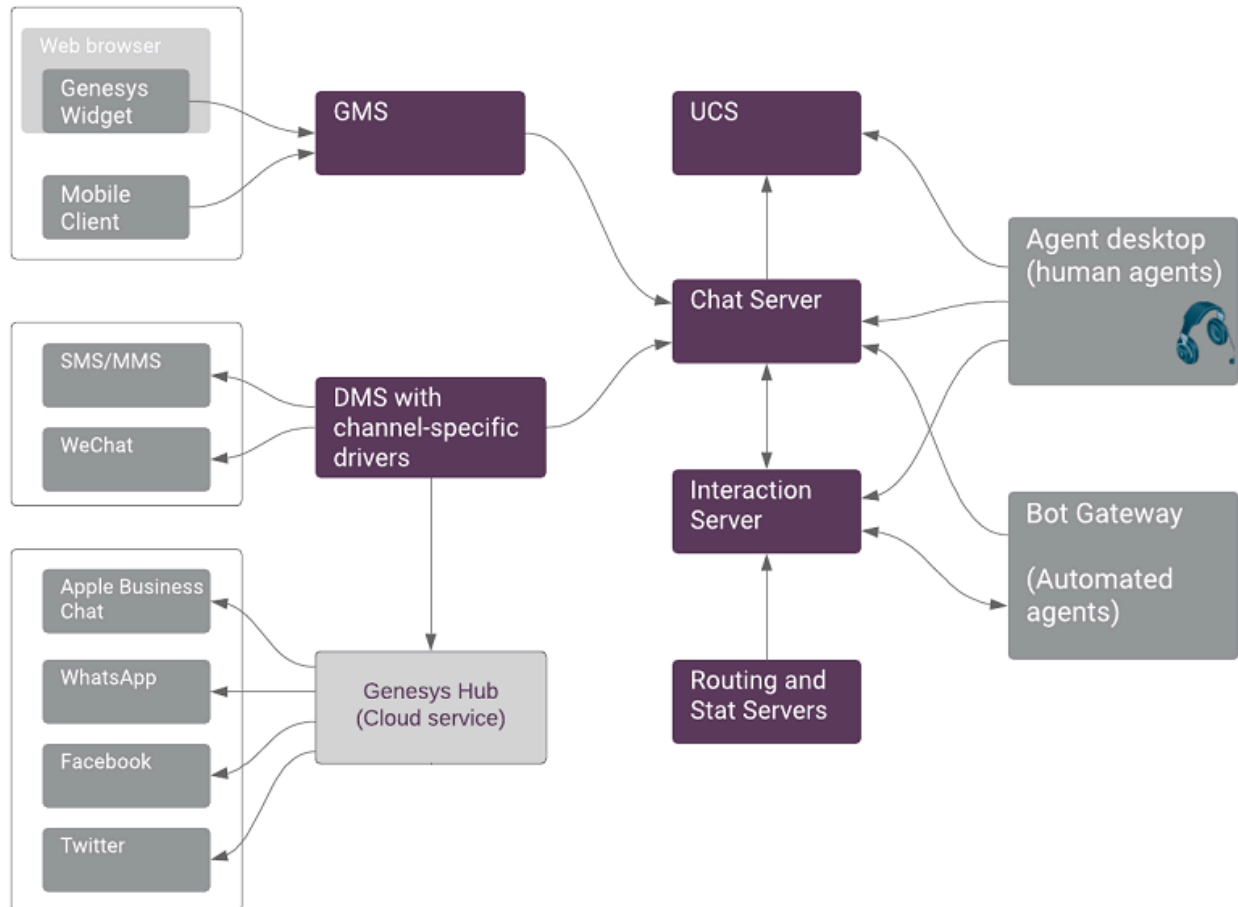 Web browser
Genesys
Widget
Mobile
Client
GMS
UCS
Agent desktop
(human agents)
Chat Server
SMS/MMS
WeChat
DMS with
channel-specific
drivers
Interaction
Server
Bot Gateway
(Automated
agents)
Apple Business
Chat
WhatsApp
Facebook
Twitter
Genesys Hub
(Cloud service)
Routing and
Stat Servers